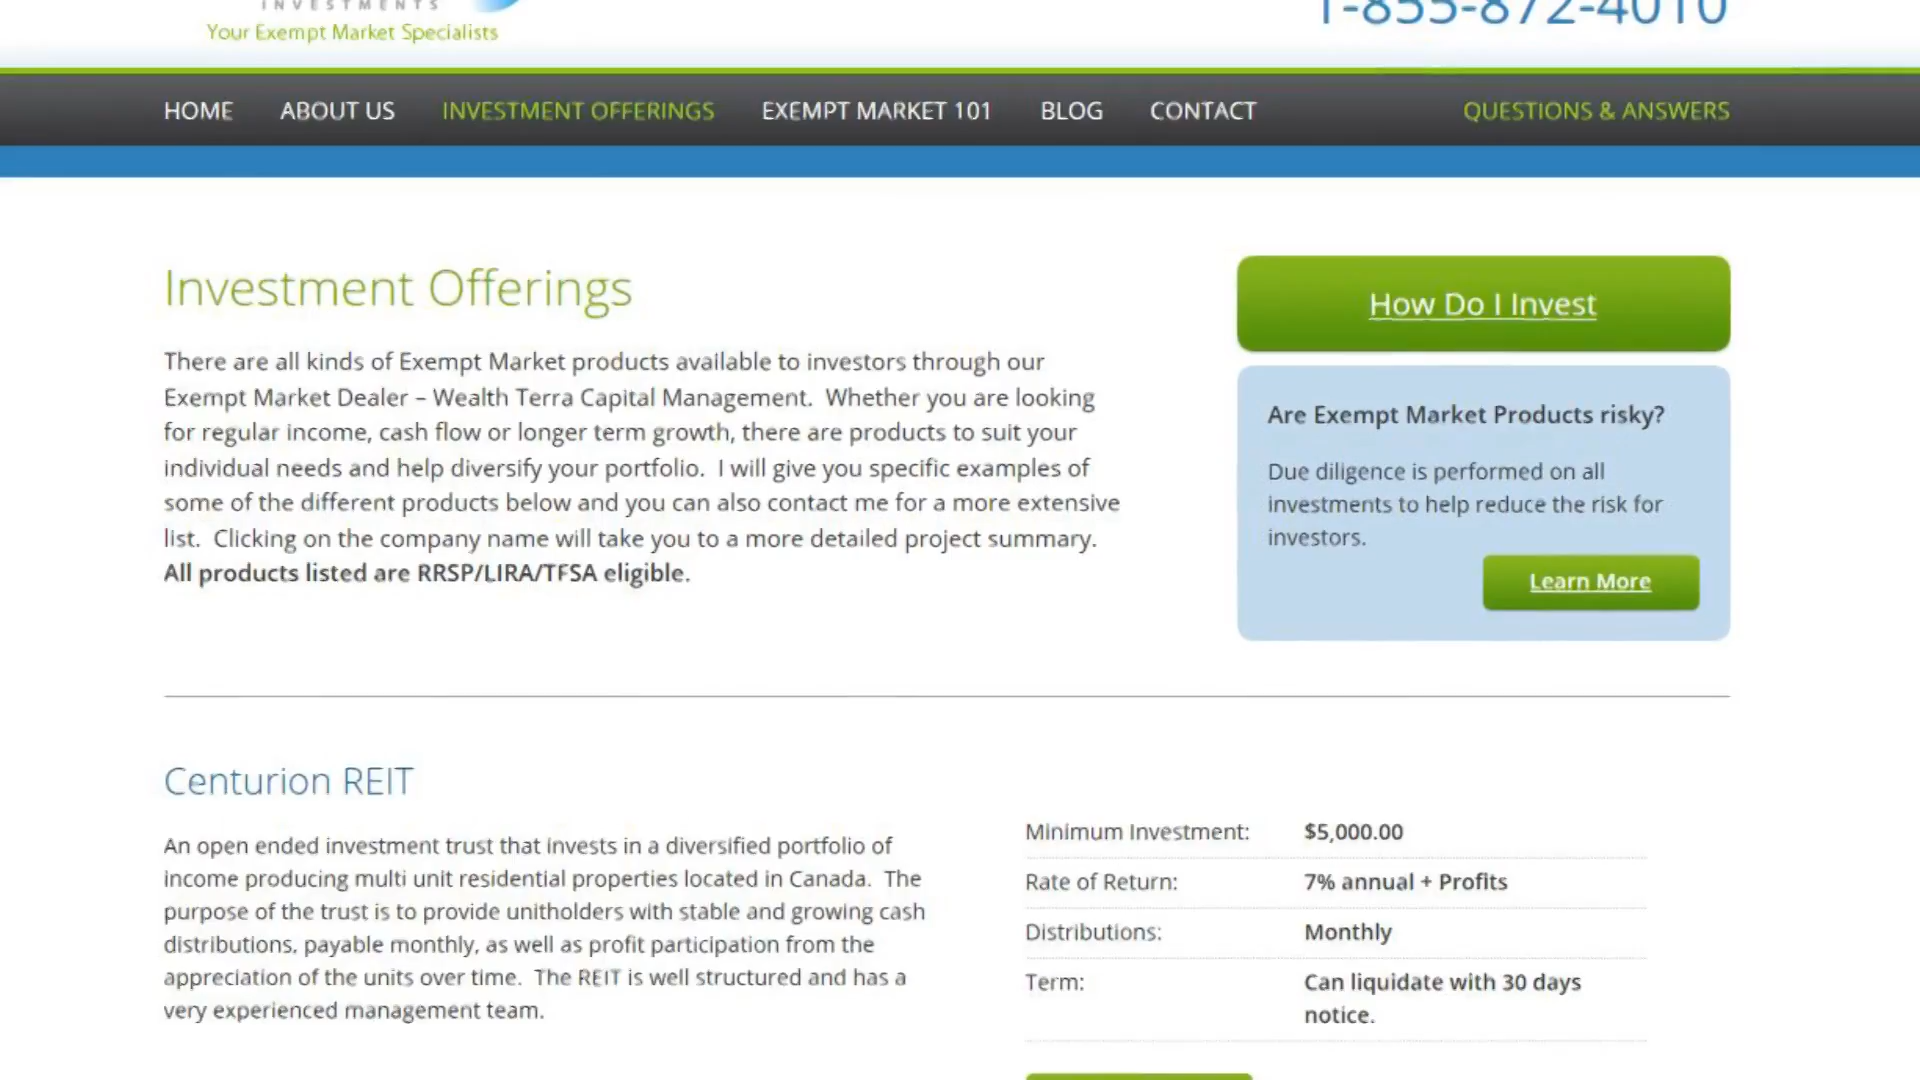 INVESTMENTS
Your Exempt Market Specialists
1-855-872-4010
HOME ABOUT US INVESTMENT OFFERINGS EXEMPT MARKET 101 BLOG CONTACT QUESTIONS & ANSWERS
Investment Offerings
There are all kinds of Exempt Market products available to investors through our
Exempt Market Dealer – Wealth Terra Capital Management. Whether you are looking
for regular income, cash flow or longer term growth, there are products to suit your
individual needs and help diversify your portfolio. I will give you specific examples of
some of the different products below and you can also contact me for a more extensive
list. Clicking on the company name will take you to a more detailed project summary.
All products listed are RRSP/LIRA/TFSA eligible.
How Do I Invest
Are Exempt Market Products risky?
Due diligence is performed on all
investments to help reduce the risk for
investors.
Learn More
Centurion REIT
An open ended investment trust that invests in a diversified portfolio of
income producing multi unit residential properties located in Canada. The
purpose of the trust is to provide unitholders with stable and growing cash
distributions, payable monthly, as well as profit participation from the
appreciation of the units over time. The REIT is well structured and has a
very experienced management team.
Minimum Investment: $5,000.00
Rate of Return: 7% annual + Profits
Distributions: Monthly
Term: Can liquidate with 30 days
notice.